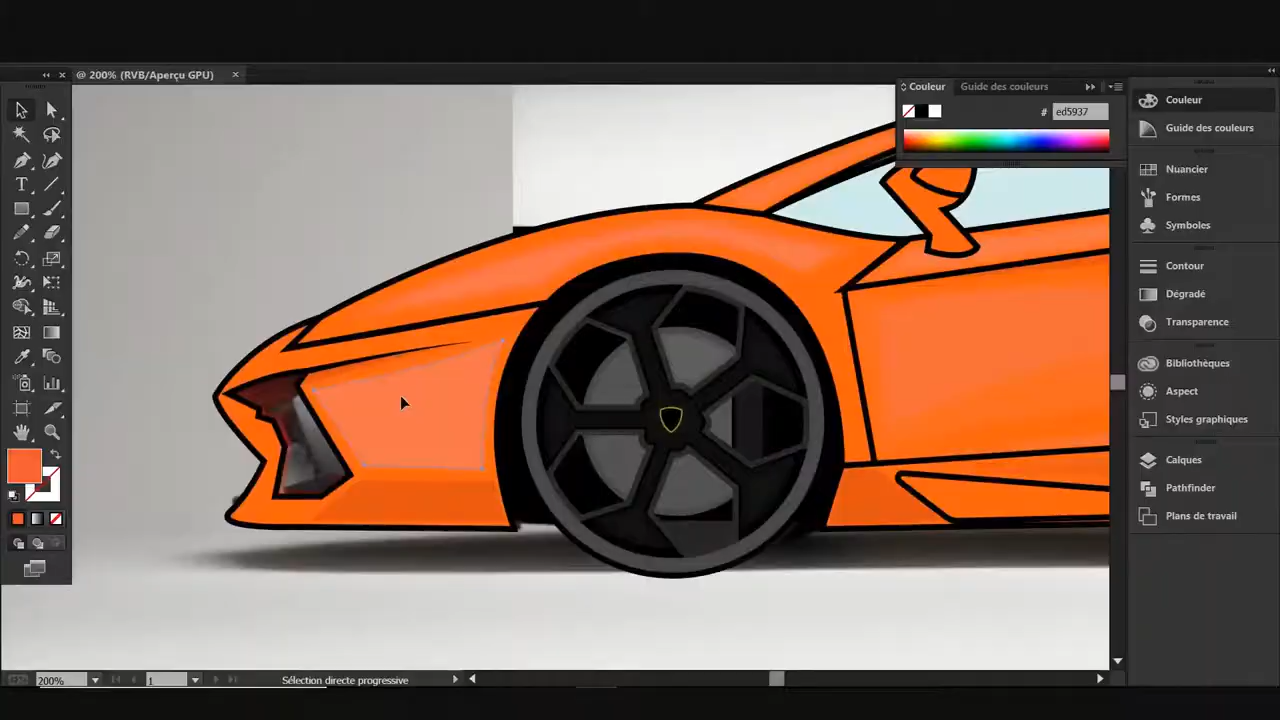 @ 200% (RVB/Aperçu GPU)
Couleur
Guide des couleurs
# ed5937
Couleur
Guide des couleurs
Nuancier
Formes
Symboles
Contour
Dégradé
Transparence
Bibliothèques
Aspect
Styles graphiques
Calques
Pathfinder
Plans de travail
200%
1
Sélection directe progressive